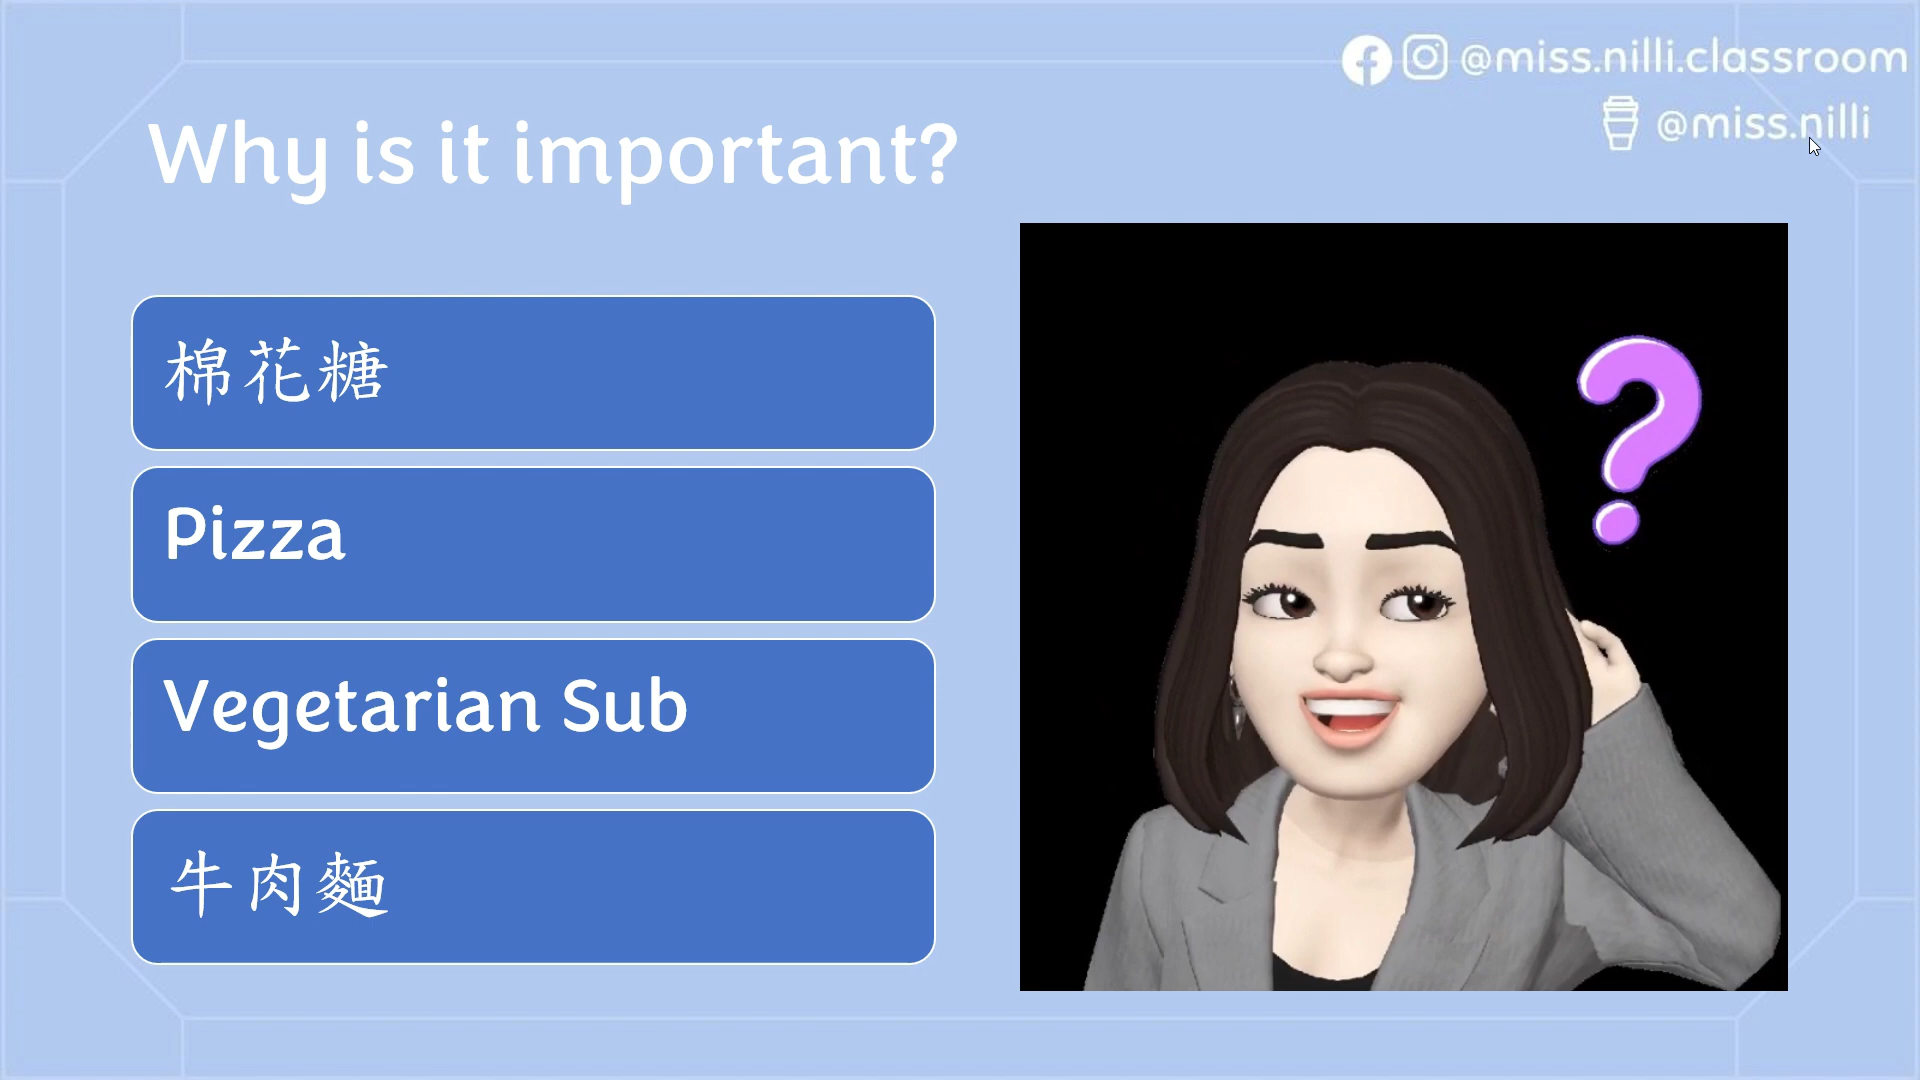 @miss.nilli.classroom
@miss.nilli
Why is it important?
棉花糖
Pizza
Vegetarian Sub
牛肉麵
?